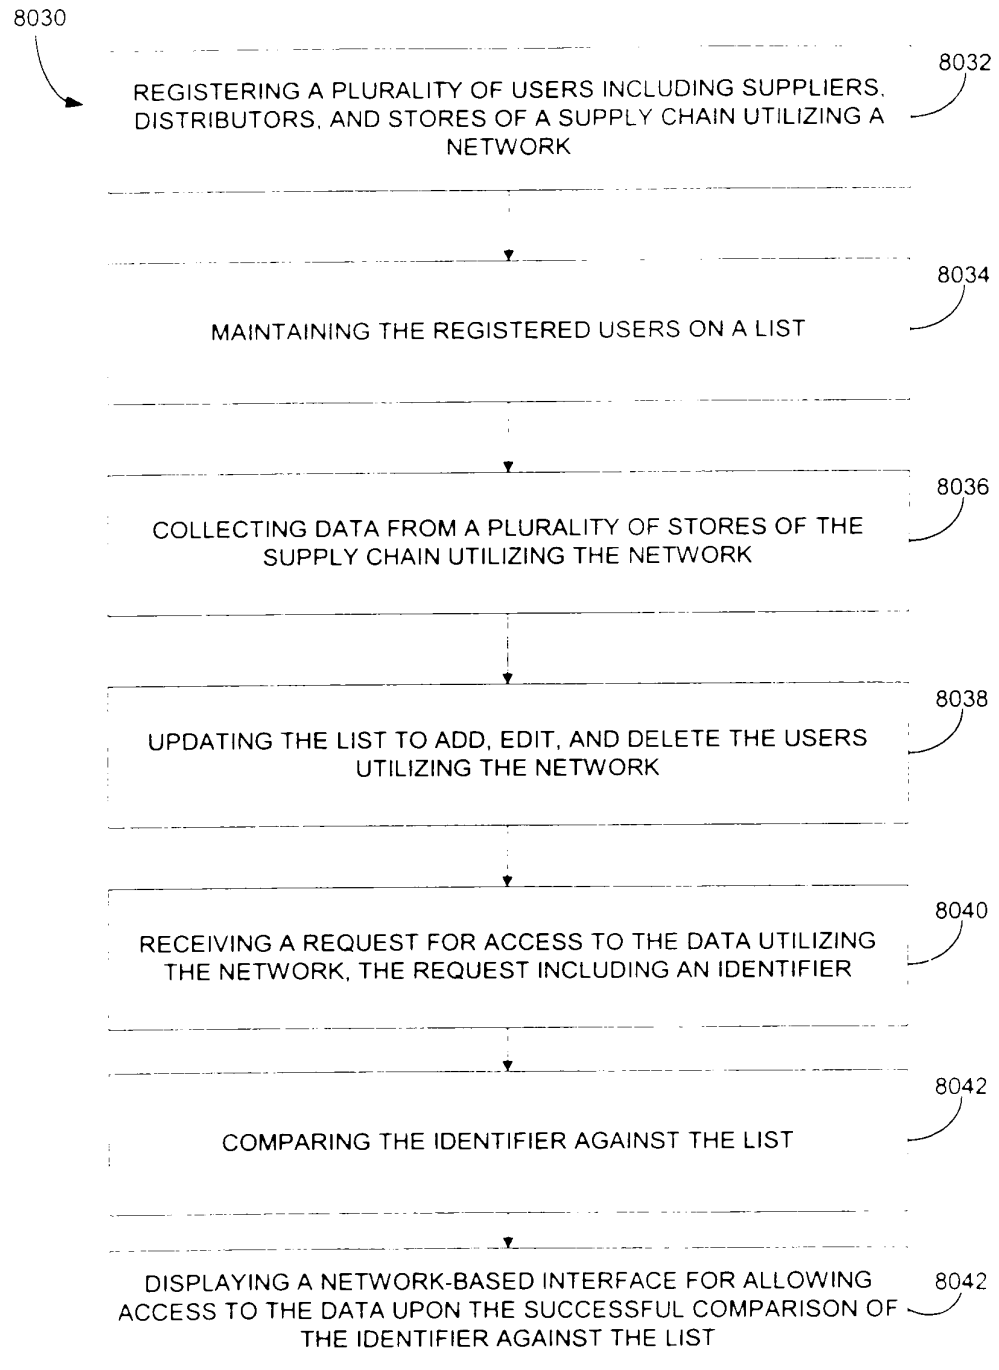 8030
8032
REGISTERING A PLURALITY OF USERS INCLUDING SUPPLIERS,
DISTRIBUTORS, AND STORES OF A SUPPLY CHAIN UTILIZING A
NETWORK
8034
MAINTAINING THE REGISTERED USERS ON A LIST
8036
COLLECTING DATA FROM A PLURALITY OF STORES OF THE
SUPPLY CHAIN UTILIZING THE NETWORK
8038
UPDATING THE LIST TO ADD, EDIT, AND DELETE THE USERS
UTILIZING THE NETWORK
8040
RECEIVING A REQUEST FOR ACCESS TO THE DATA UTILIZING
THE NETWORK, THE REQUEST INCLUDING AN IDENTIFIER
8042
COMPARING THE IDENTIFIER AGAINST THE LIST
8042
DISPLAYING A NETWORK-BASED INTERFACE FOR ALLOWING
ACCESS TO THE DATA UPON THE SUCCESSFUL COMPARISON OF
THE IDENTIFIER AGAINST THE LIST